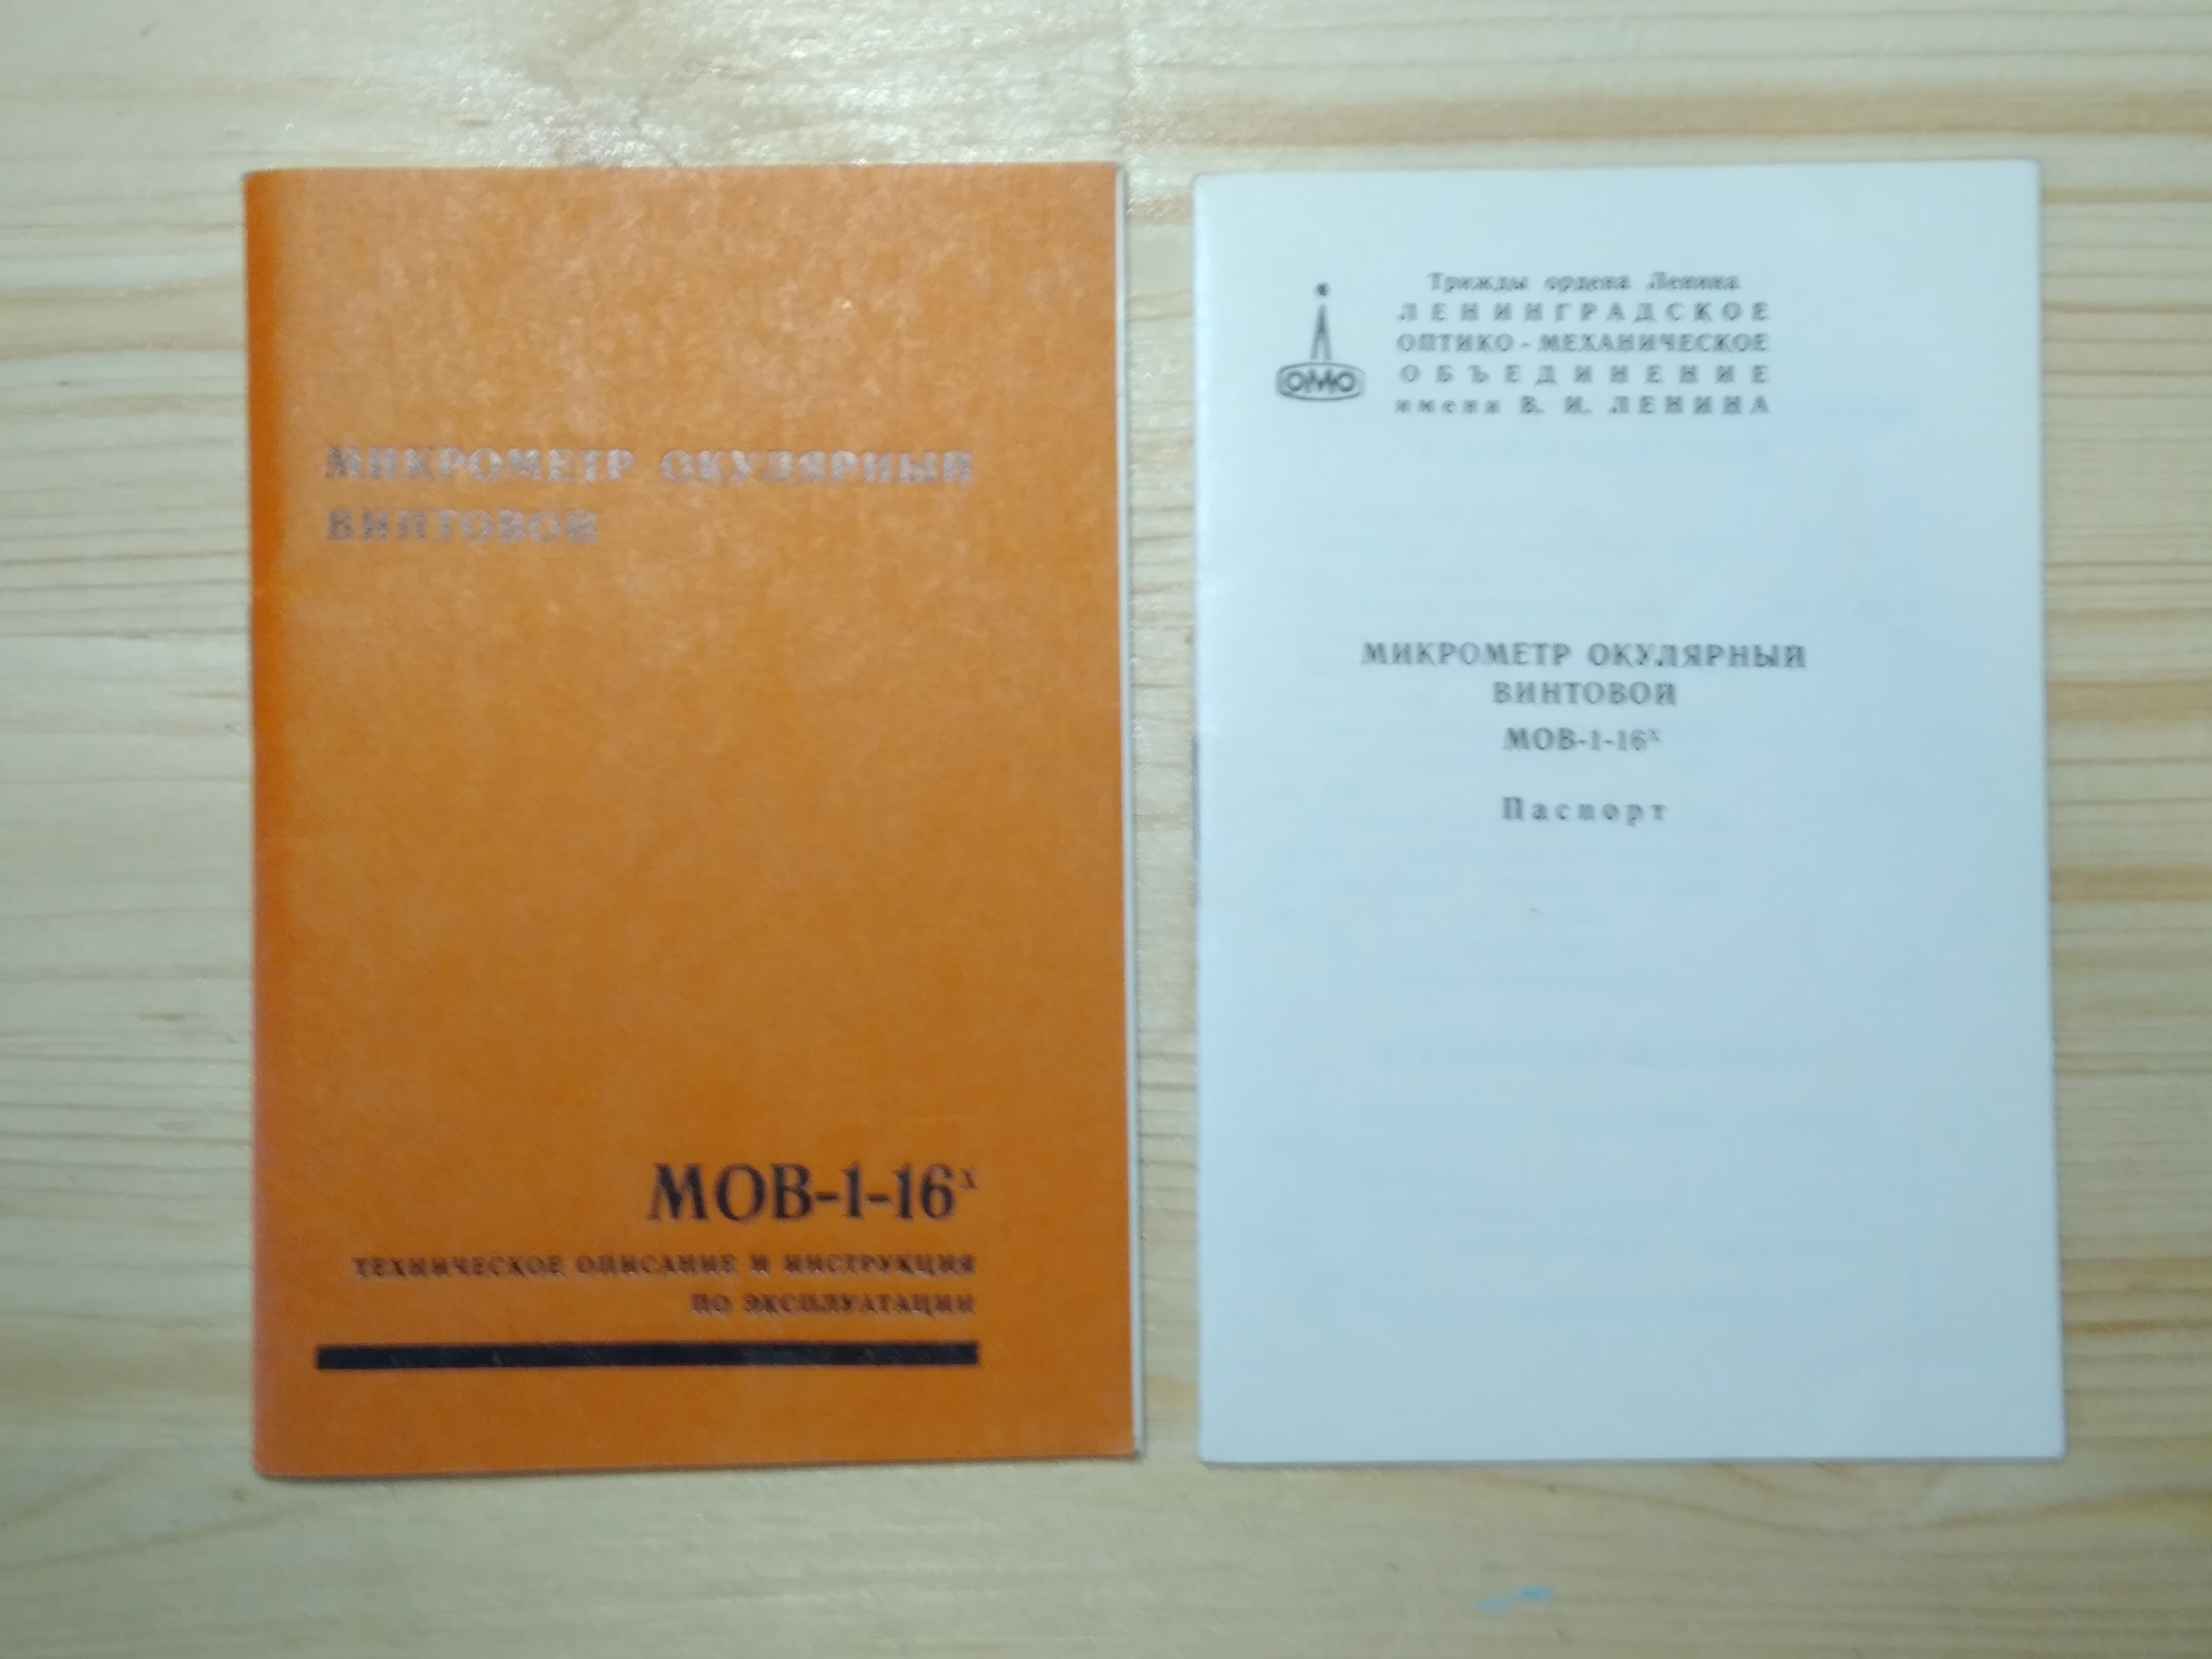 МИКРОМЕТР ОКУЛЯРНЫЙ
ВИНТОВОЙ
МОВ-1-16ˣ
ТЕХНИЧЕСКОЕ ОПИСАНИЕ И ИНСТРУКЦИЯ
ПО ЭКСПЛУАТАЦИИ
Трижды ордена Ленина
ЛЕНИНГРАДСКОЕ
ОПТИКО-МЕХАНИЧЕСКОЕ
ОБЪЕДИНЕНИЕ
имени В. И. ЛЕНИНА
ЛОМО
МИКРОМЕТР ОКУЛЯРНЫЙ
ВИНТОВОЙ
МОВ-1-16ˣ
Паспорт